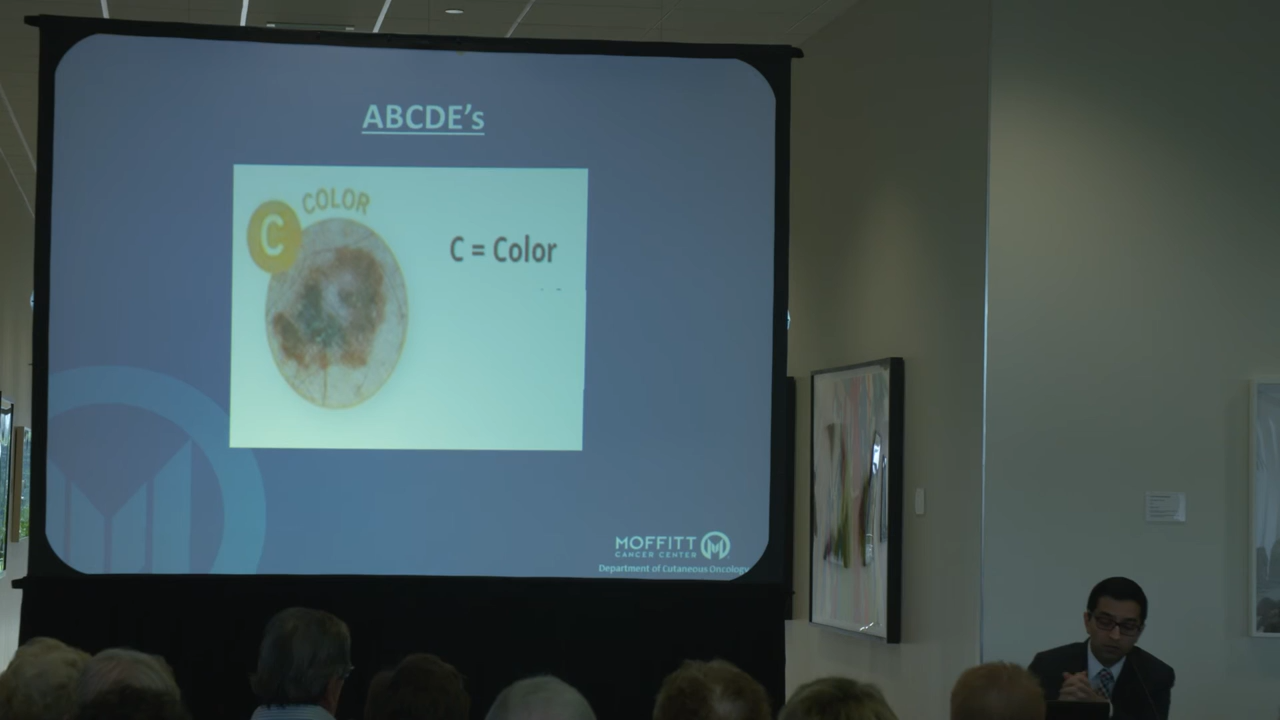 ABCDE's
COLOR
C
C = Color
MOFFITT
CANCER CENTER
Department of Cutaneous Oncology